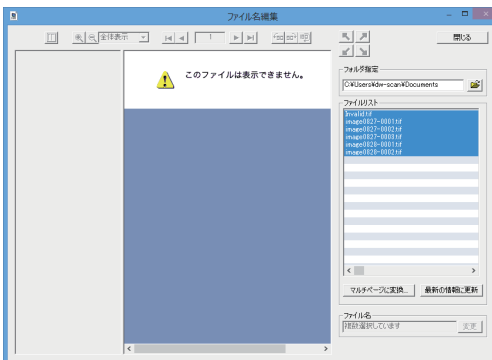 ファイル名編集
全体表示
1
閉じる
このファイルは表示できません。
フォルダ指定
C:¥Users¥dw-scan¥Documents
ファイルリスト
Invalid.tif
image0827-0001.tif
image0827-0002.tif
image0827-0003.tif
image0828-0001.tif
image0828-0002.tif
マルチページに変換...
最新の情報に更新
ファイル名
複数選択しています
変更